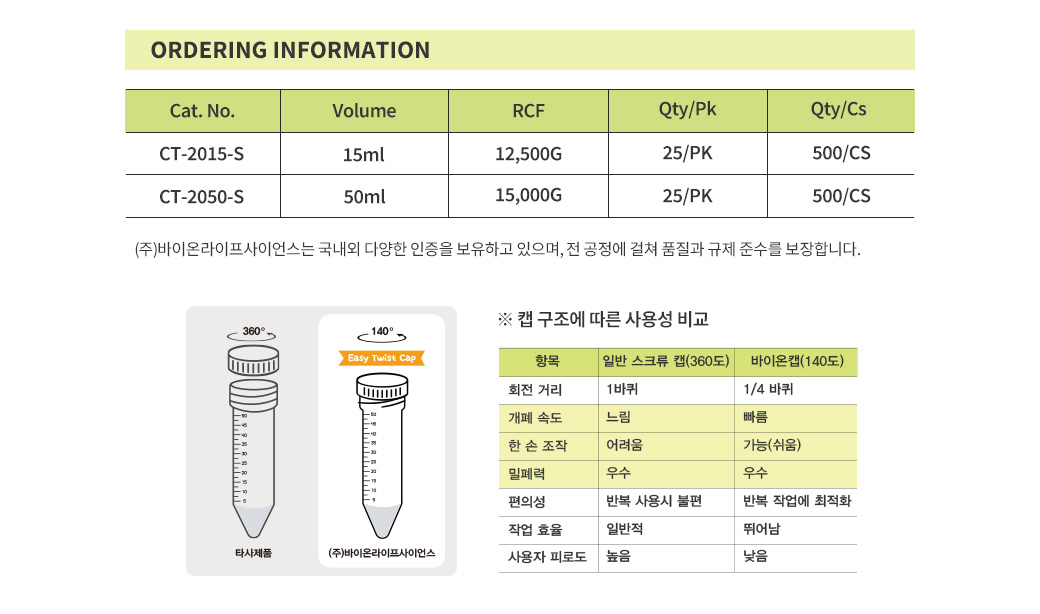 ORDERING INFORMATION
Cat. No. Volume RCF Qty/Pk Qty/Cs
CT-2015-S 15ml 12,500G 25/PK 500/CS
CT-2050-S 50ml 15,000G 25/PK 500/CS
(주)바이온라이프사이언스는 국내외 다양한 인증을 보유하고 있으며, 전 공정에 걸쳐 품질과 규제 준수를 보장합니다.
360°
50
45
40
35
30
25
20
15
10
5
타사제품
140°
Easy Twist Cap
50
45
40
35
30
25
20
15
10
5
(주)바이온라이프사이언스
※ 캡 구조에 따른 사용성 비교
항목 일반 스크류 캡(360도) 바이온캡(140도)
회전 거리 1바퀴 1/4 바퀴
개폐 속도 느림 빠름
한 손 조작 어려움 가능(쉬움)
밀폐력 우수 우수
편의성 반복 사용시 불편 반복 작업에 최적화
작업 효율 일반적 뛰어남
사용자 피로도 높음 낮음